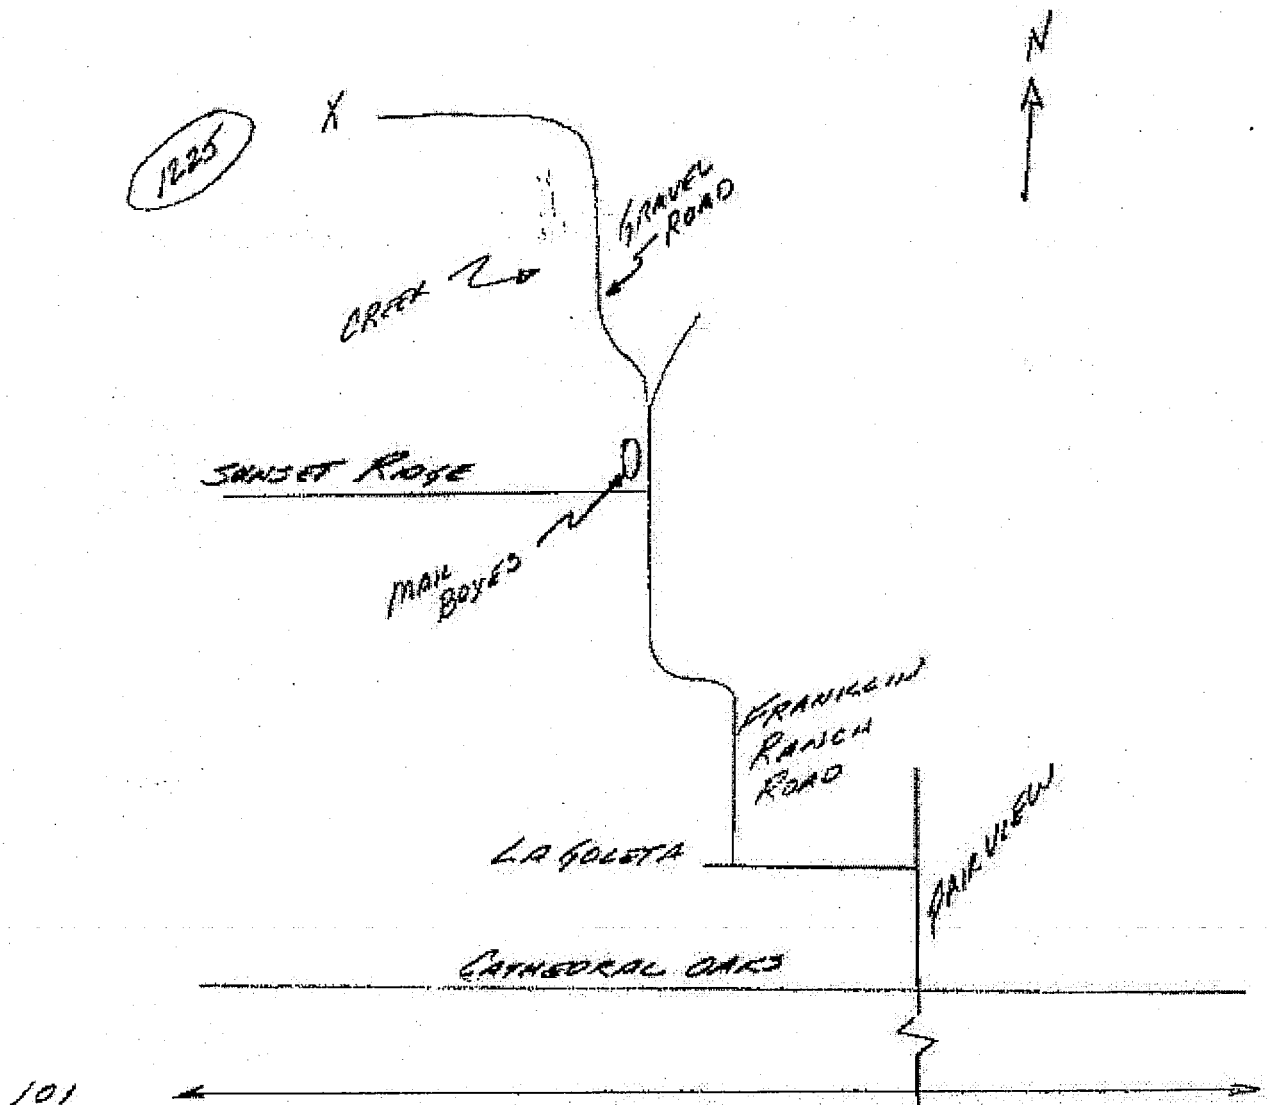 N
X
1225
GRAVEL
ROAD
CREEK
SUNSET RIDGE
MAIL
BOXES
FRANKLIN
RANCH
ROAD
LA GOLETA
FAIRVIEW
CATHEDRAL OAKS
101